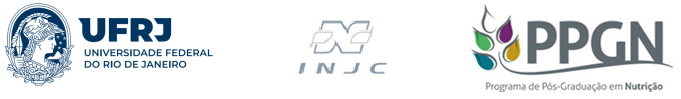 UFRJ
UNIVERSIDADE FEDERAL
DO RIO DE JANEIRO
INJC
PPGN
Programa de Pós-Graduação em Nutrição